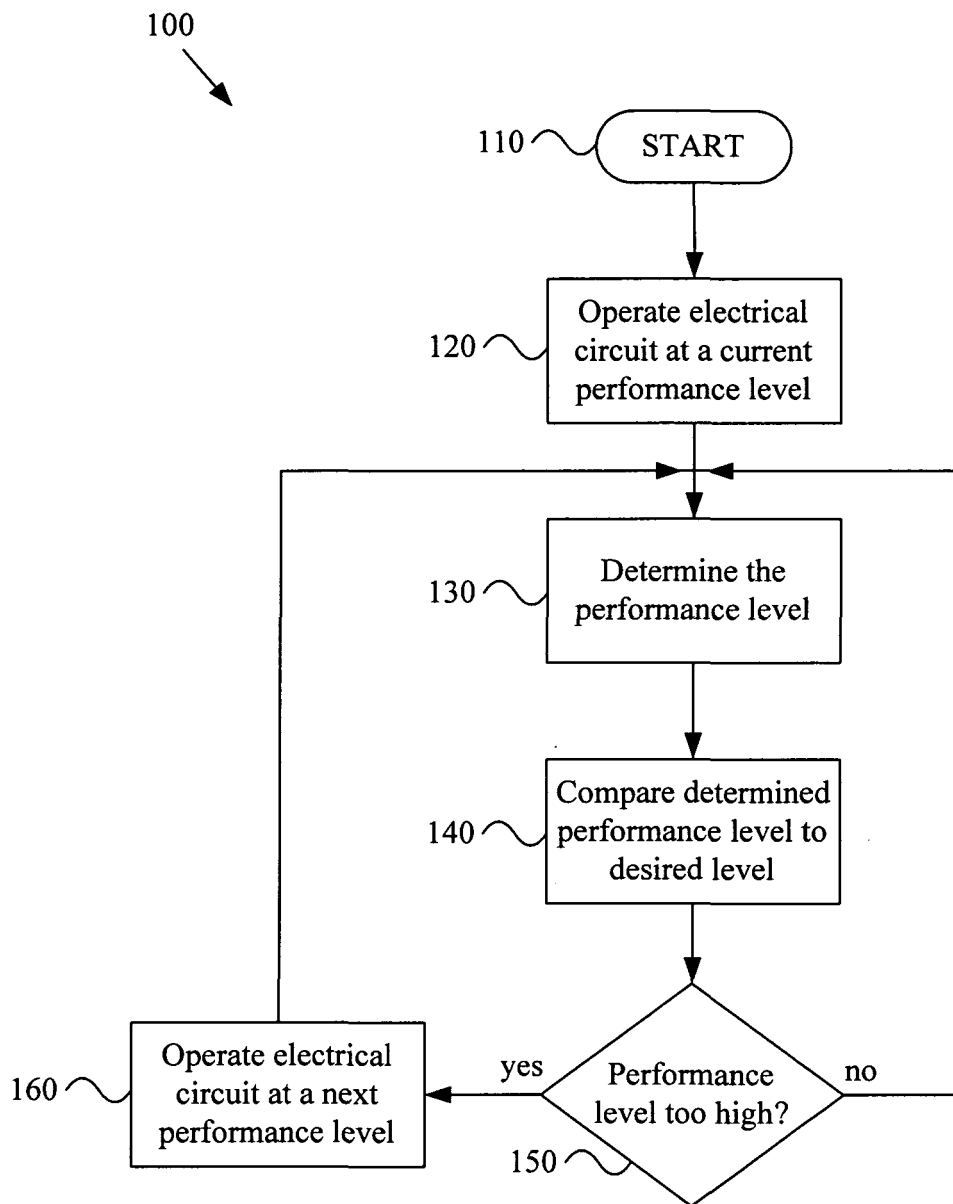 100
110
START
120
Operate electrical
circuit at a current
performance level
130
Determine the
performance level
140
Compare determined
performance level to
desired level
160
Operate electrical
circuit at a next
performance level
yes
Performance
level too high?
no
150